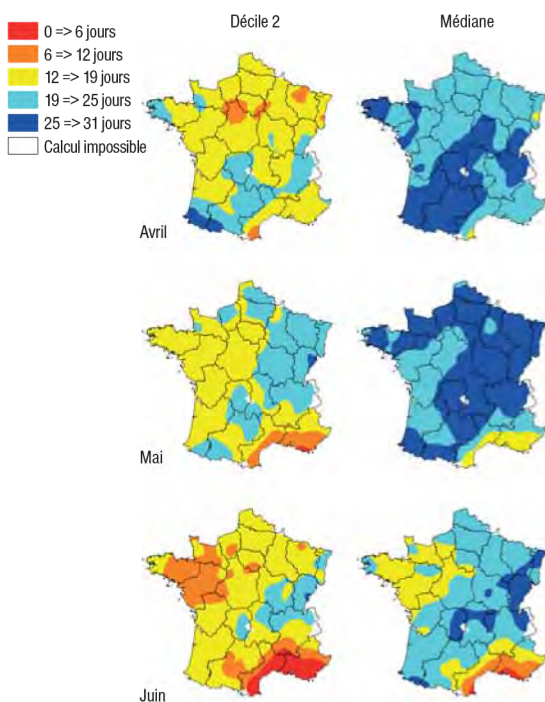 Décile 2
Médiane
0 => 6 jours
6 => 12 jours
12 => 19 jours
19 => 25 jours
25 => 31 jours
Calcul impossible
Avril
Mai
Juin